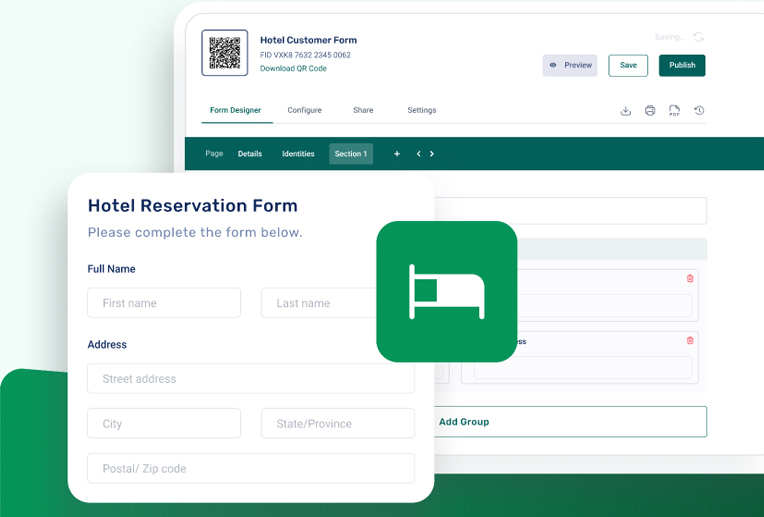 Hotel Customer Form
FID VXK8 7632 2345 0062
Download QR Code
Saving...
Preview
Save
Publish
Form Designer
Configure
Share
Settings
PDF
Page
Details
Identities
Section 1
+
Hotel Reservation Form
Please complete the form below.
Full Name
First name
Last name
Address
Street address
City
State/Province
Postal/ Zip code
ess
Add Group